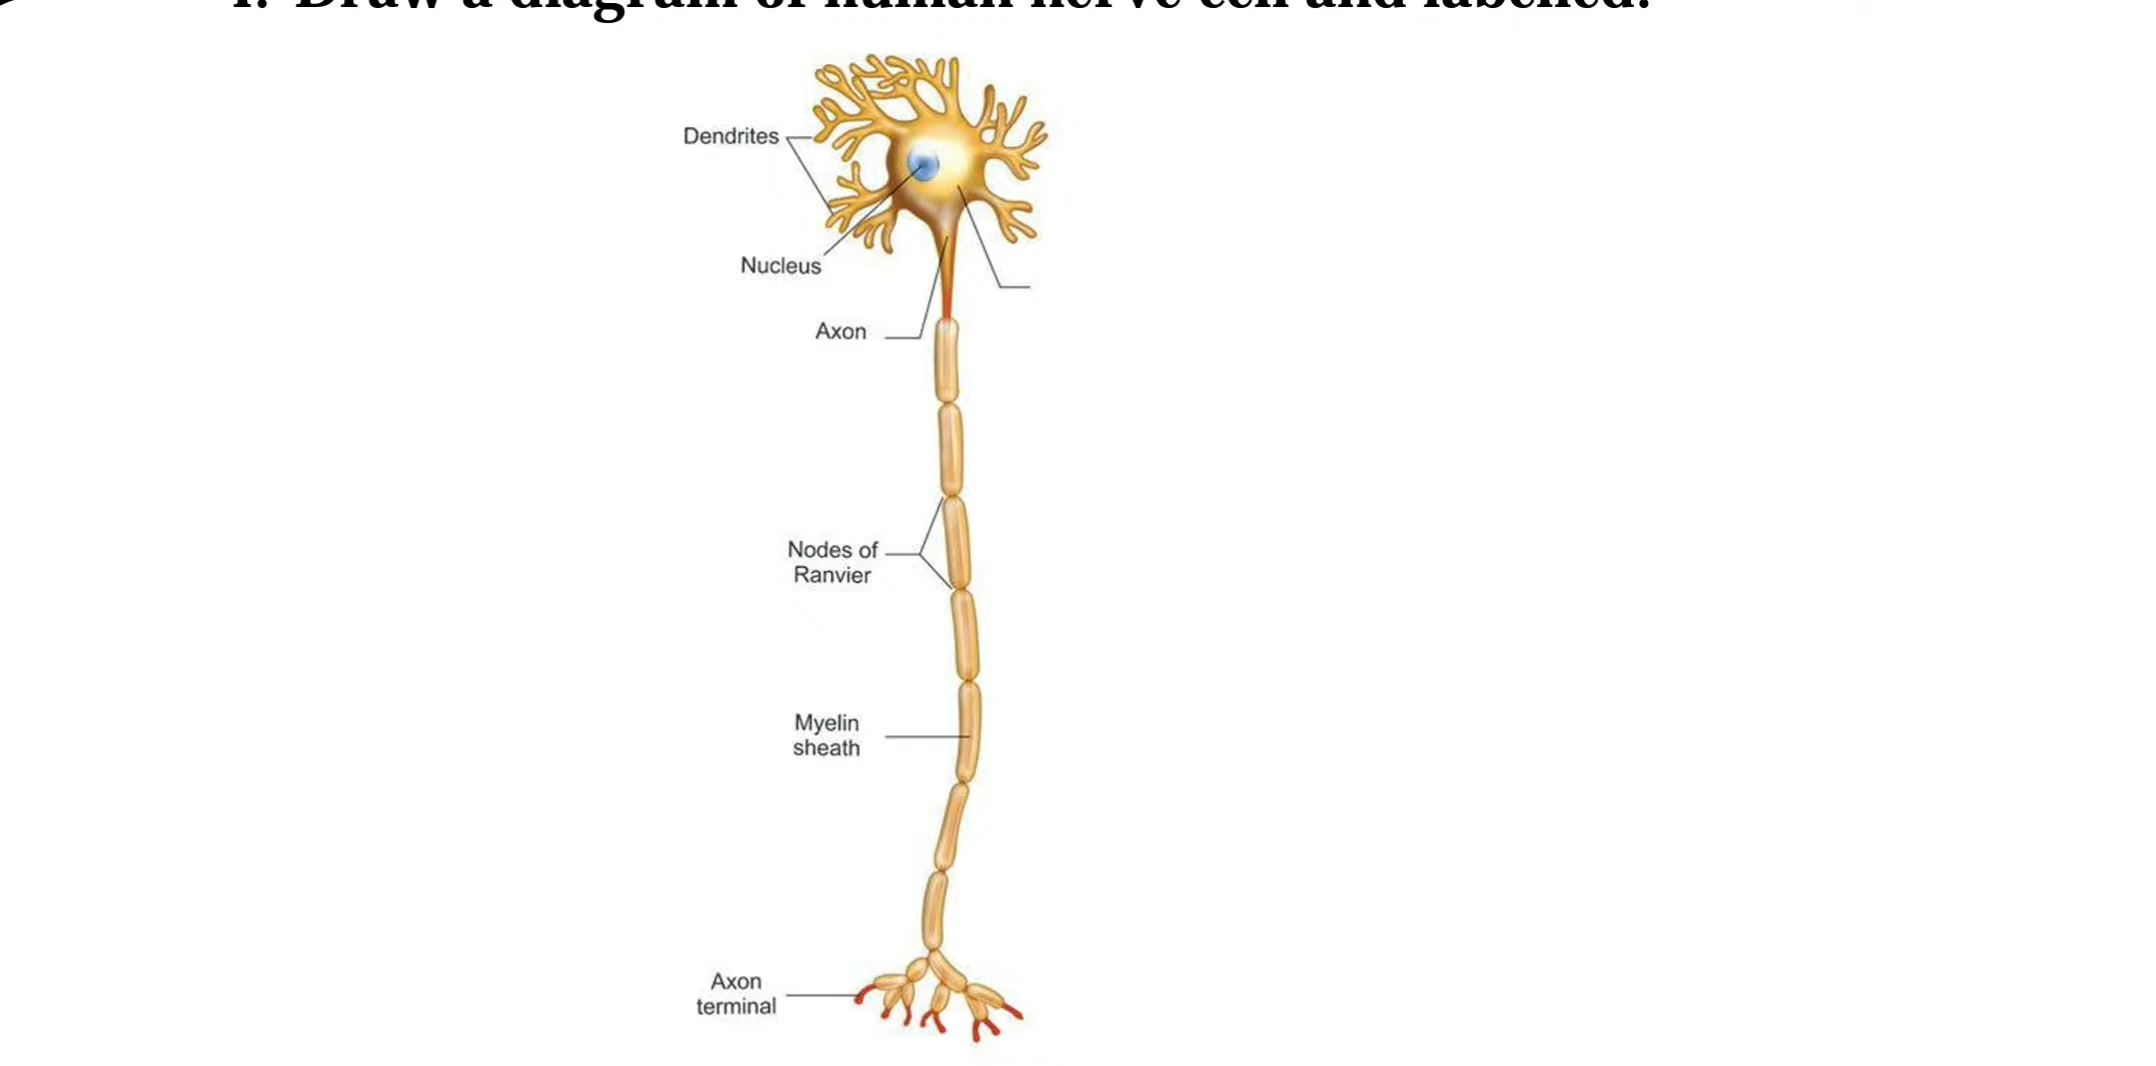 1. Draw a diagram of human nerve cell and labelled.
Dendrites
Nucleus
Axon
Nodes of
Ranvier
Myelin
sheath
Axon
terminal